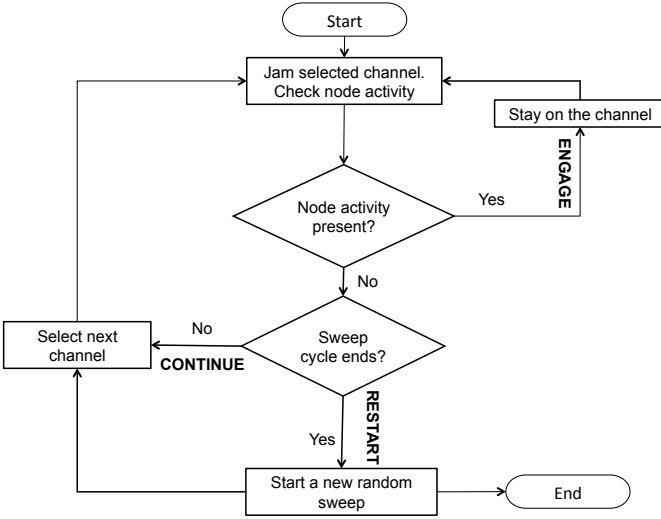 Start
Jam selected channel.
Check node activity
Stay on the channel
ENGAGE
Node activity
present?
Yes
No
Select next
channel
No
CONTINUE
Sweep
cycle ends?
RESTART
Yes
Start a new random
sweep
End